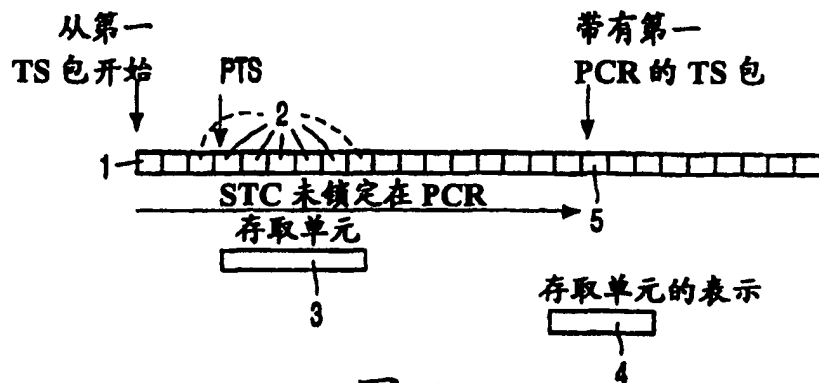 从第一
TS 包开始
PTS
2
带有第一
PCR 的 TS 包
1
STC 未锁定在 PCR
5
存取单元
3
存取单元的表示
4